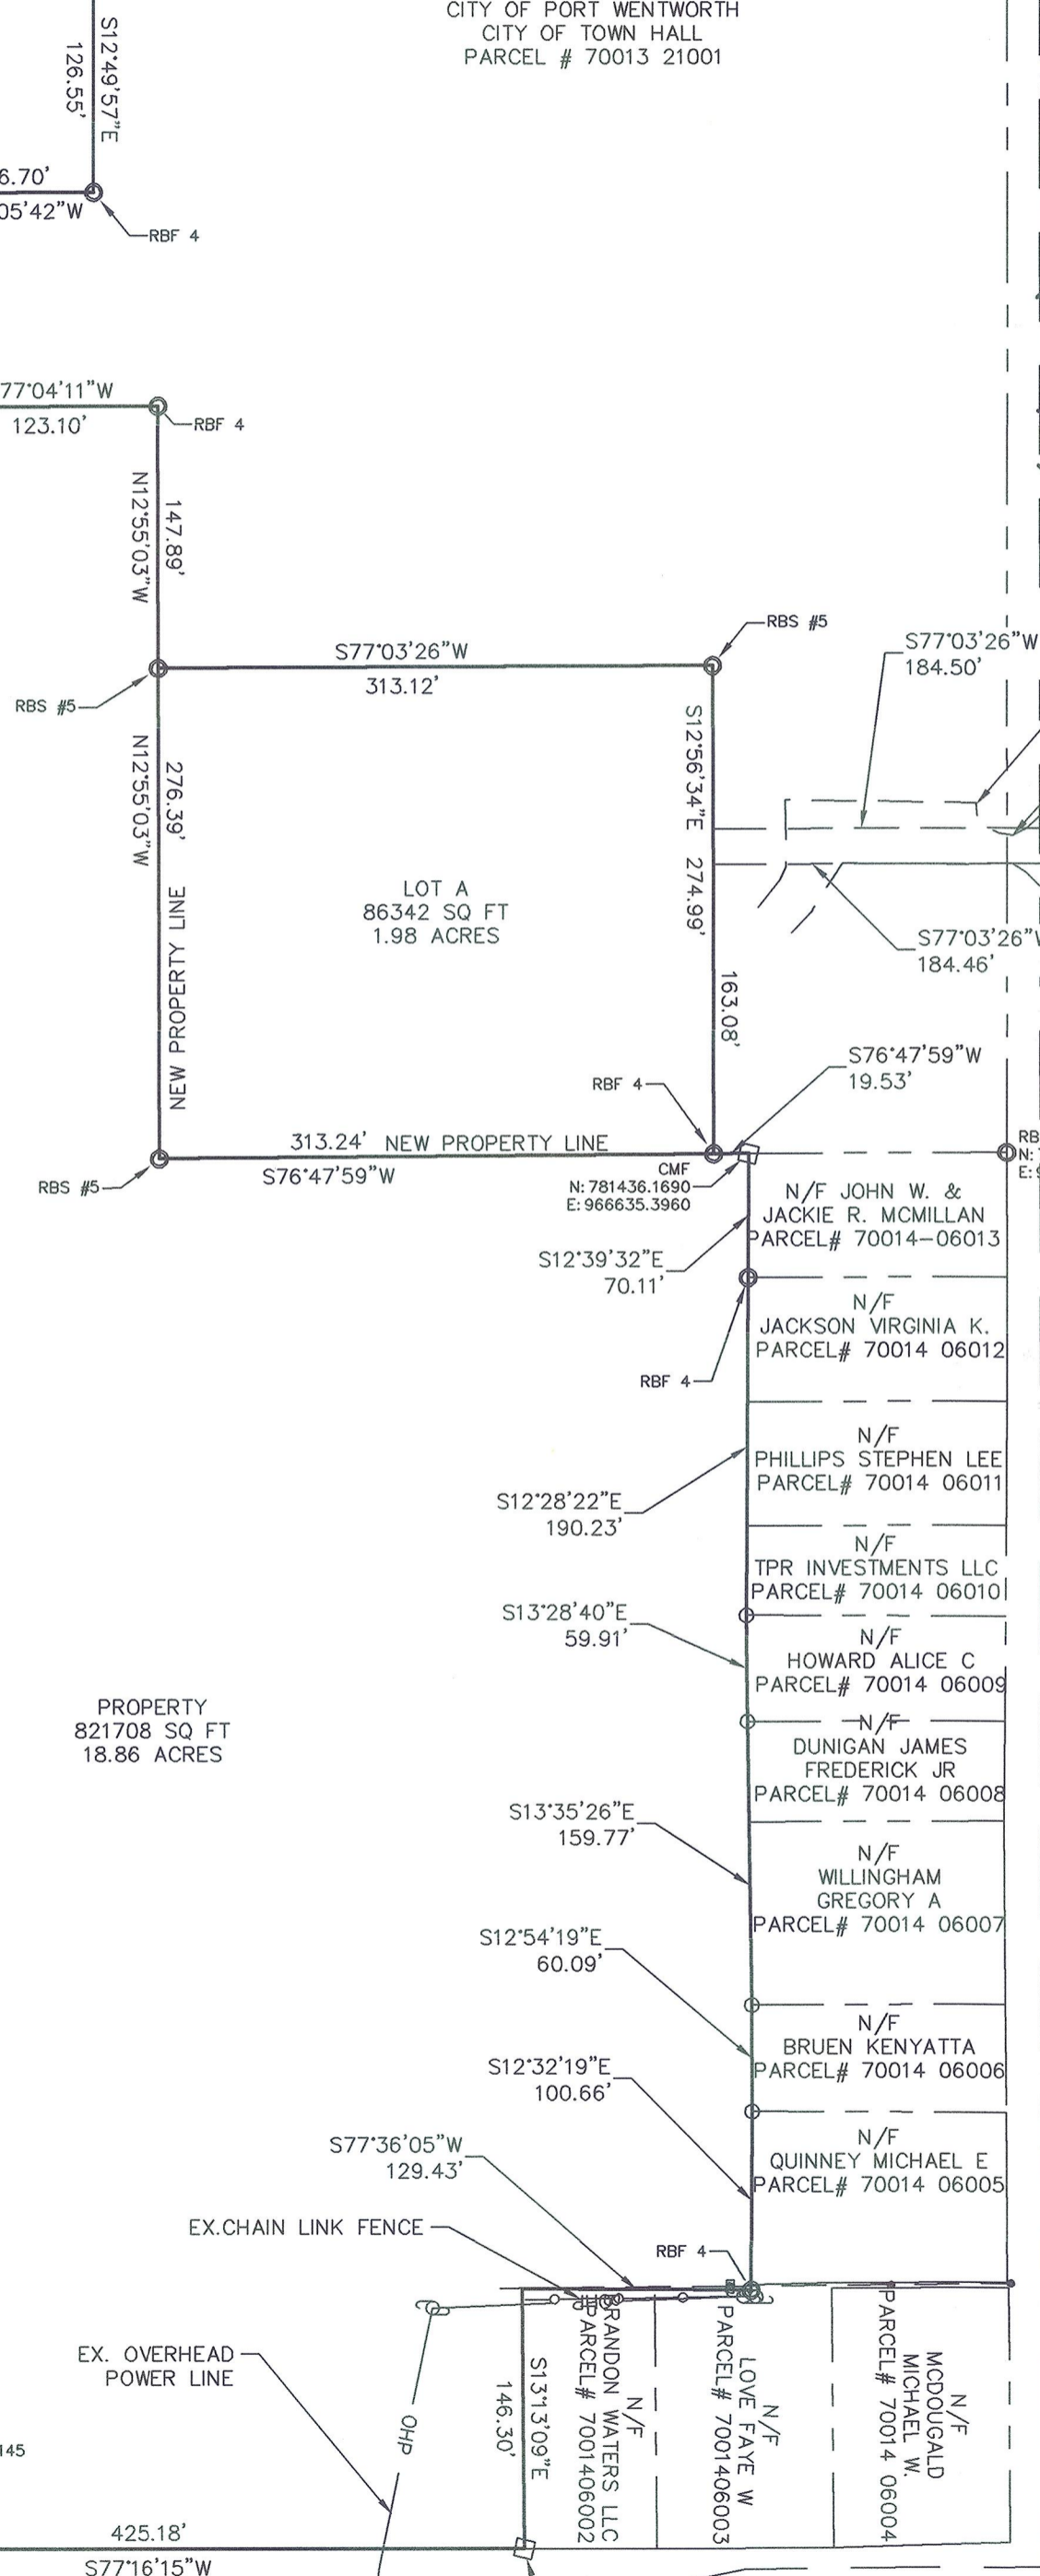 CITY OF PORT WENTWORTH
CITY OF TOWN HALL
PARCEL # 70013 21001
S12°49'57"E
126.55'
6.70'
05'42"W
RBF 4
77°04'11"W
123.10'
RBF 4
147.89'
N12°55'03"W
RBS #5
S77°03'26"W
184.50'
S77°03'26"W
313.12'
RBS #5
S12°56'34"E 274.99'
276.39'
N12°55'03"W
NEW PROPERTY LINE
LOT A
86342 SQ FT
1.98 ACRES
S77°03'26"W
184.46'
163.08'
S76°47'59"W
19.53'
RBF 4
313.24' NEW PROPERTY LINE
S76°47'59"W
RBS #5
CMF
N: 781436.1690
E: 966635.3960
RB
N: 
E: 
N/F JOHN W. &
JACKIE R. MCMILLAN
PARCEL# 70014-06013
S12°39'32"E
70.11'
N/F
JACKSON VIRGINIA K.
PARCEL# 70014 06012
RBF 4
N/F
PHILLIPS STEPHEN LEE
PARCEL# 70014 06011
S12°28'22"E
190.23'
N/F
TPR INVESTMENTS LLC
PARCEL# 70014 06010
S13°28'40"E
59.91'
N/F
HOWARD ALICE C
PARCEL# 70014 06009
PROPERTY
821708 SQ FT
18.86 ACRES
N/F
DUNIGAN JAMES
FREDERICK JR
PARCEL# 70014 06008
S13°35'26"E
159.77'
N/F
WILLINGHAM
GREGORY A
PARCEL# 70014 06007
S12°54'19"E
60.09'
N/F
BRUEN KENYATTA
PARCEL# 70014 06006
S12°32'19"E
100.66'
N/F
QUINNEY MICHAEL E
PARCEL# 70014 06005
S77°36'05"W
129.43'
EX.CHAIN LINK FENCE
RBF 4
EX. OVERHEAD
POWER LINE
OHP
S13°13'09"E
146.30'
N/F
BRANDON WATERS LLC
PARCEL# 7001406002
N/F
LOVE FAYE W
PARCEL# 7001406003
N/F
MCDOUGALD
MICHAEL W.
PARCEL# 70014 06004
145
425.18'
S77°16'15"W